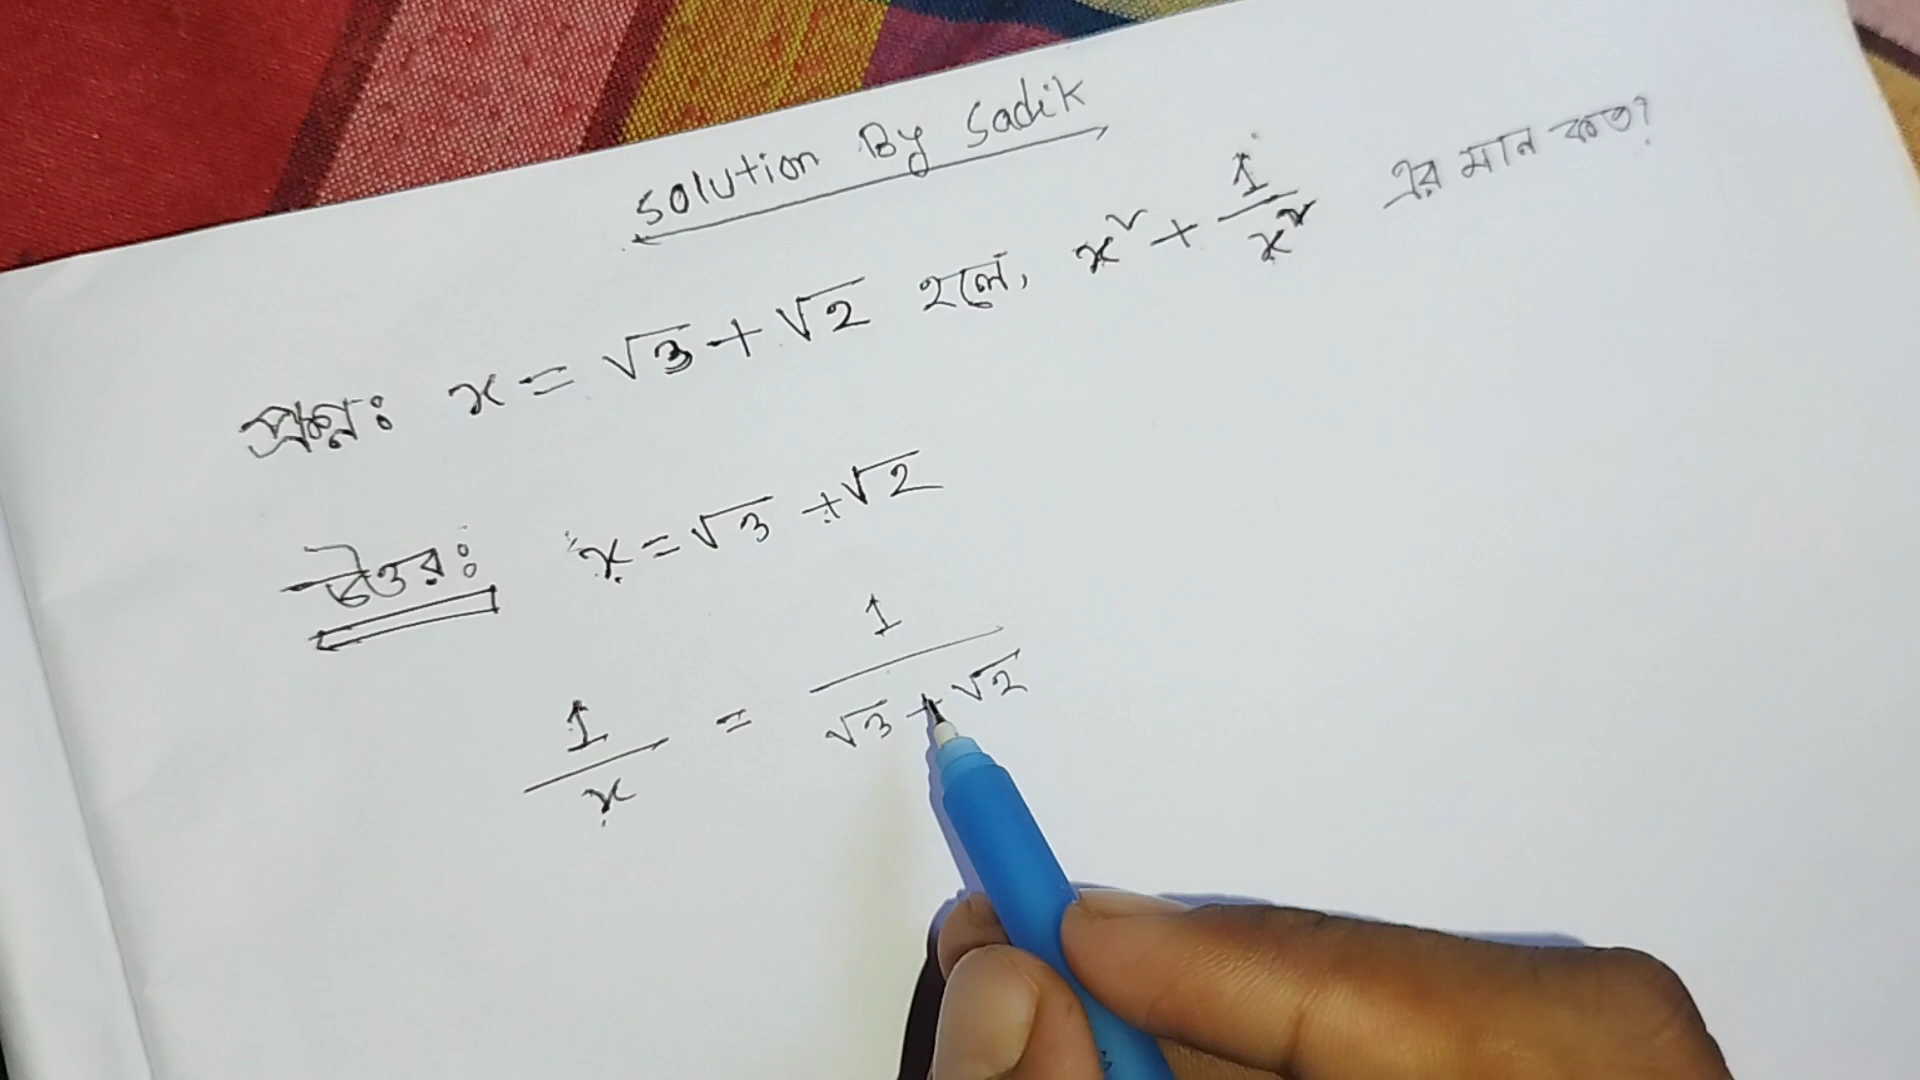 Solution By Sadik
প্রশ্নঃ x = √3 + √2 হলে, x² + 1/x² এর মান কত?
উত্তরঃ x = √3 + √2
1/x = 1/(√3 + √2)